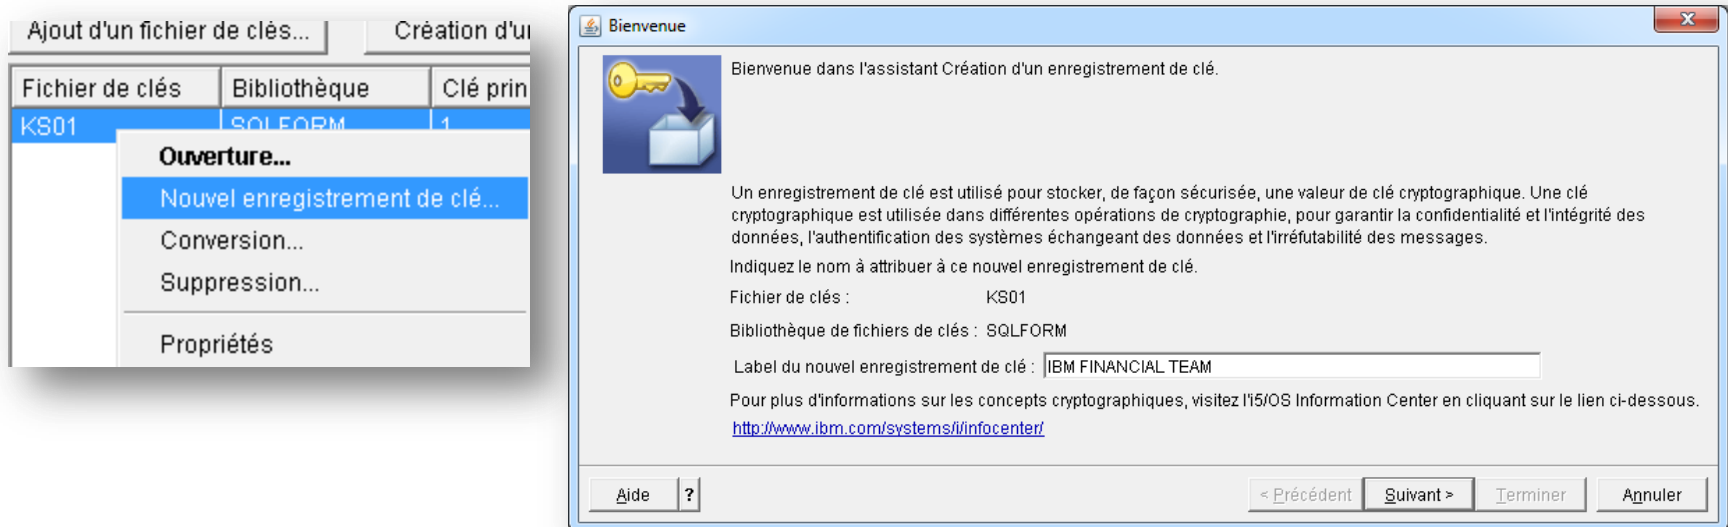 Ajout d'un fichier de clés...
Création d'u
Fichier de clés
Bibliothèque
Clé prin
KS01
SQLFORM
1
Ouverture...
Nouvel enregistrement de clé...
Conversion...
Suppression...
Propriétés
Bienvenue
Bienvenue dans l'assistant Création d'un enregistrement de clé.
Un enregistrement de clé est utilisé pour stocker, de façon sécurisée, une valeur de clé cryptographique. Une clé
cryptographique est utilisée dans différentes opérations de cryptographie, pour garantir la confidentialité et l'intégrité des
données, l'authentification des systèmes échangeant des données et l'irréfutabilité des messages.
Indiquez le nom à attribuer à ce nouvel enregistrement de clé.
Fichier de clés : KS01
Bibliothèque de fichiers de clés : SQLFORM
Label du nouvel enregistrement de clé : IBM FINANCIAL TEAM
Pour plus d'informations sur les concepts cryptographiques, visitez l'i5/OS Information Center en cliquant sur le lien ci-dessous.
http://www.ibm.com/systems/i/infocenter/
Aide ? < Précédent Suivant > Terminer Annuler